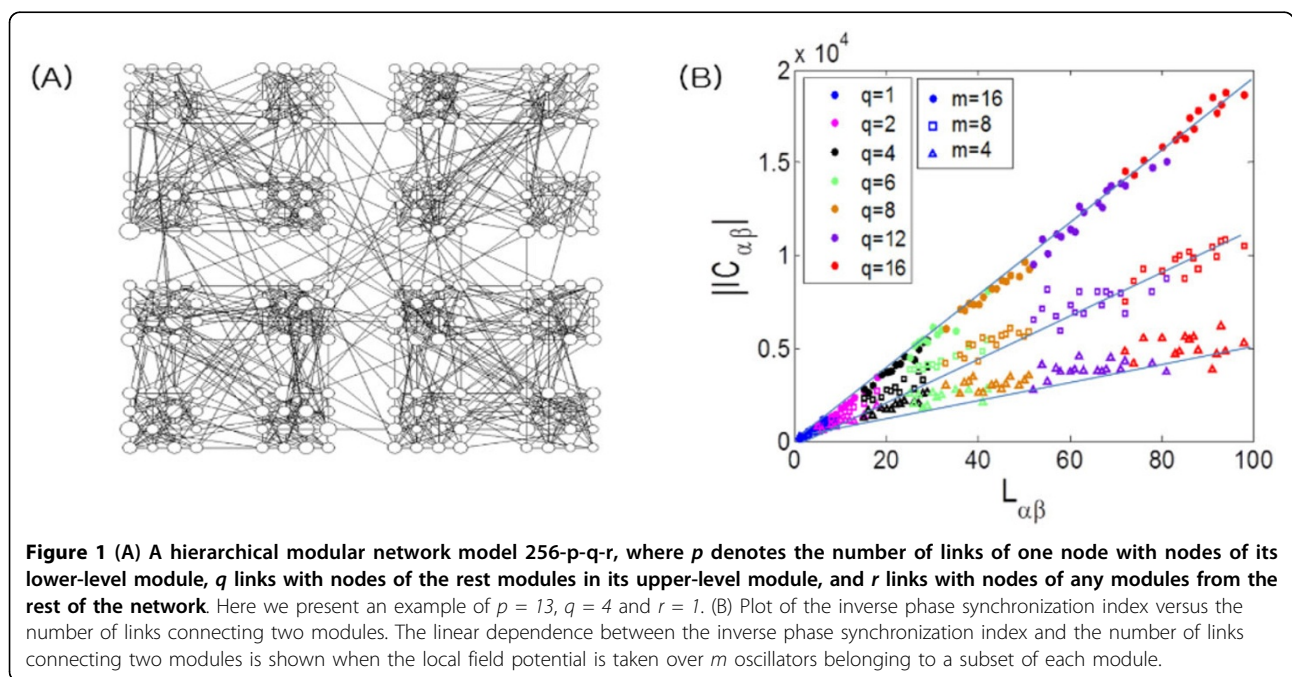 (A)
(B)
x 10^4
2
1.5
1
0.5
0
||C_αβ|
q=1
q=2
q=4
q=6
q=8
q=12
q=16
m=16
m=8
m=4
0
20
40
60
80
100
L_αβ
Figure 1 (A) A hierarchical modular network model 256-p-q-r, where p denotes the number of links of one node with nodes of its
lower-level module, q links with nodes of the rest modules in its upper-level module, and r links with nodes of any modules from the
rest of the network. Here we present an example of p = 13, q = 4 and r = 1. (B) Plot of the inverse phase synchronization index versus the
number of links connecting two modules. The linear dependence between the inverse phase synchronization index and the number of links
connecting two modules is shown when the local field potential is taken over m oscillators belonging to a subset of each module.